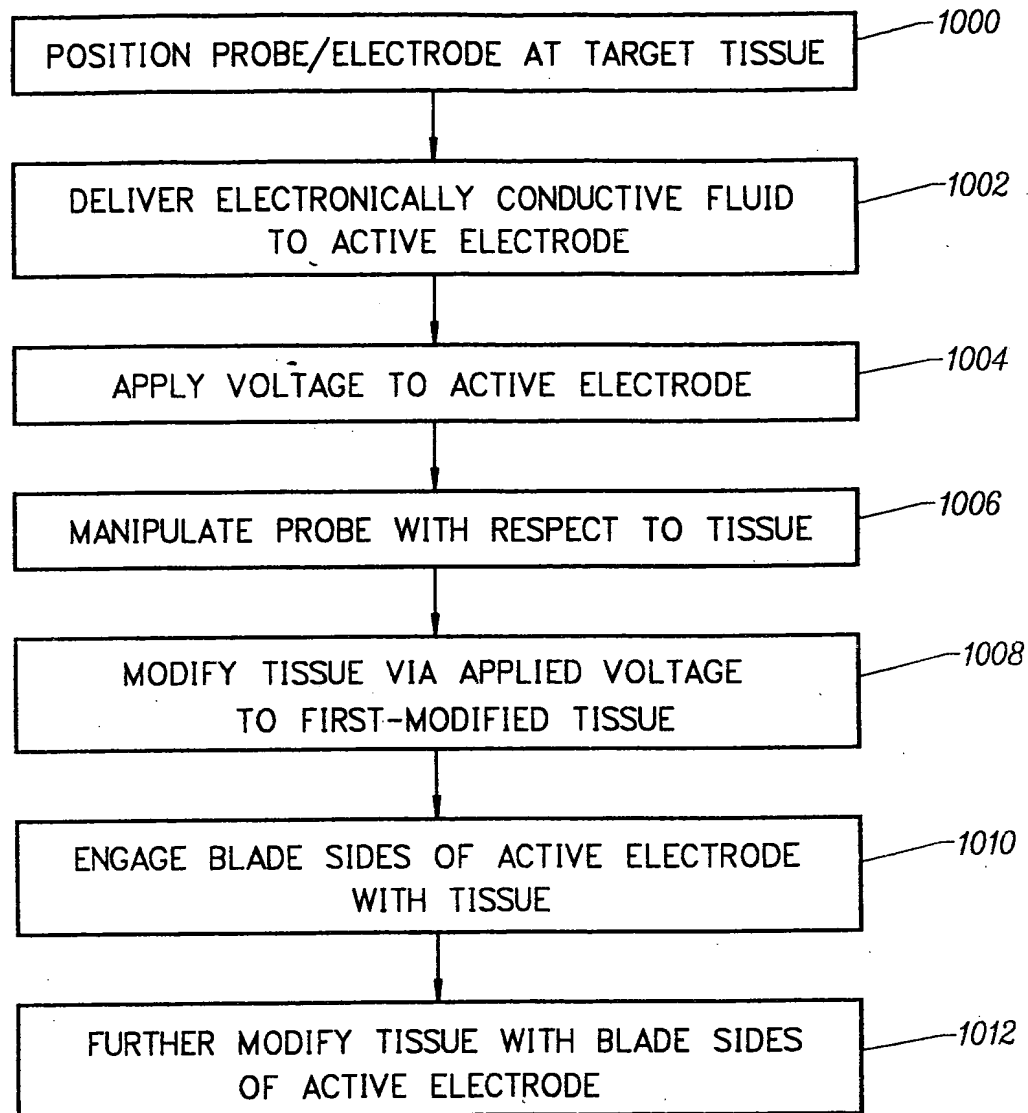 1000
POSITION PROBE/ELECTRODE AT TARGET TISSUE
1002
DELIVER ELECTRONICALLY CONDUCTIVE FLUID
TO ACTIVE ELECTRODE
1004
APPLY VOLTAGE TO ACTIVE ELECTRODE
1006
MANIPULATE PROBE WITH RESPECT TO TISSUE
1008
MODIFY TISSUE VIA APPLIED VOLTAGE
TO FIRST-MODIFIED TISSUE
1010
ENGAGE BLADE SIDES OF ACTIVE ELECTRODE
WITH TISSUE
1012
FURTHER MODIFY TISSUE WITH BLADE SIDES
OF ACTIVE ELECTRODE